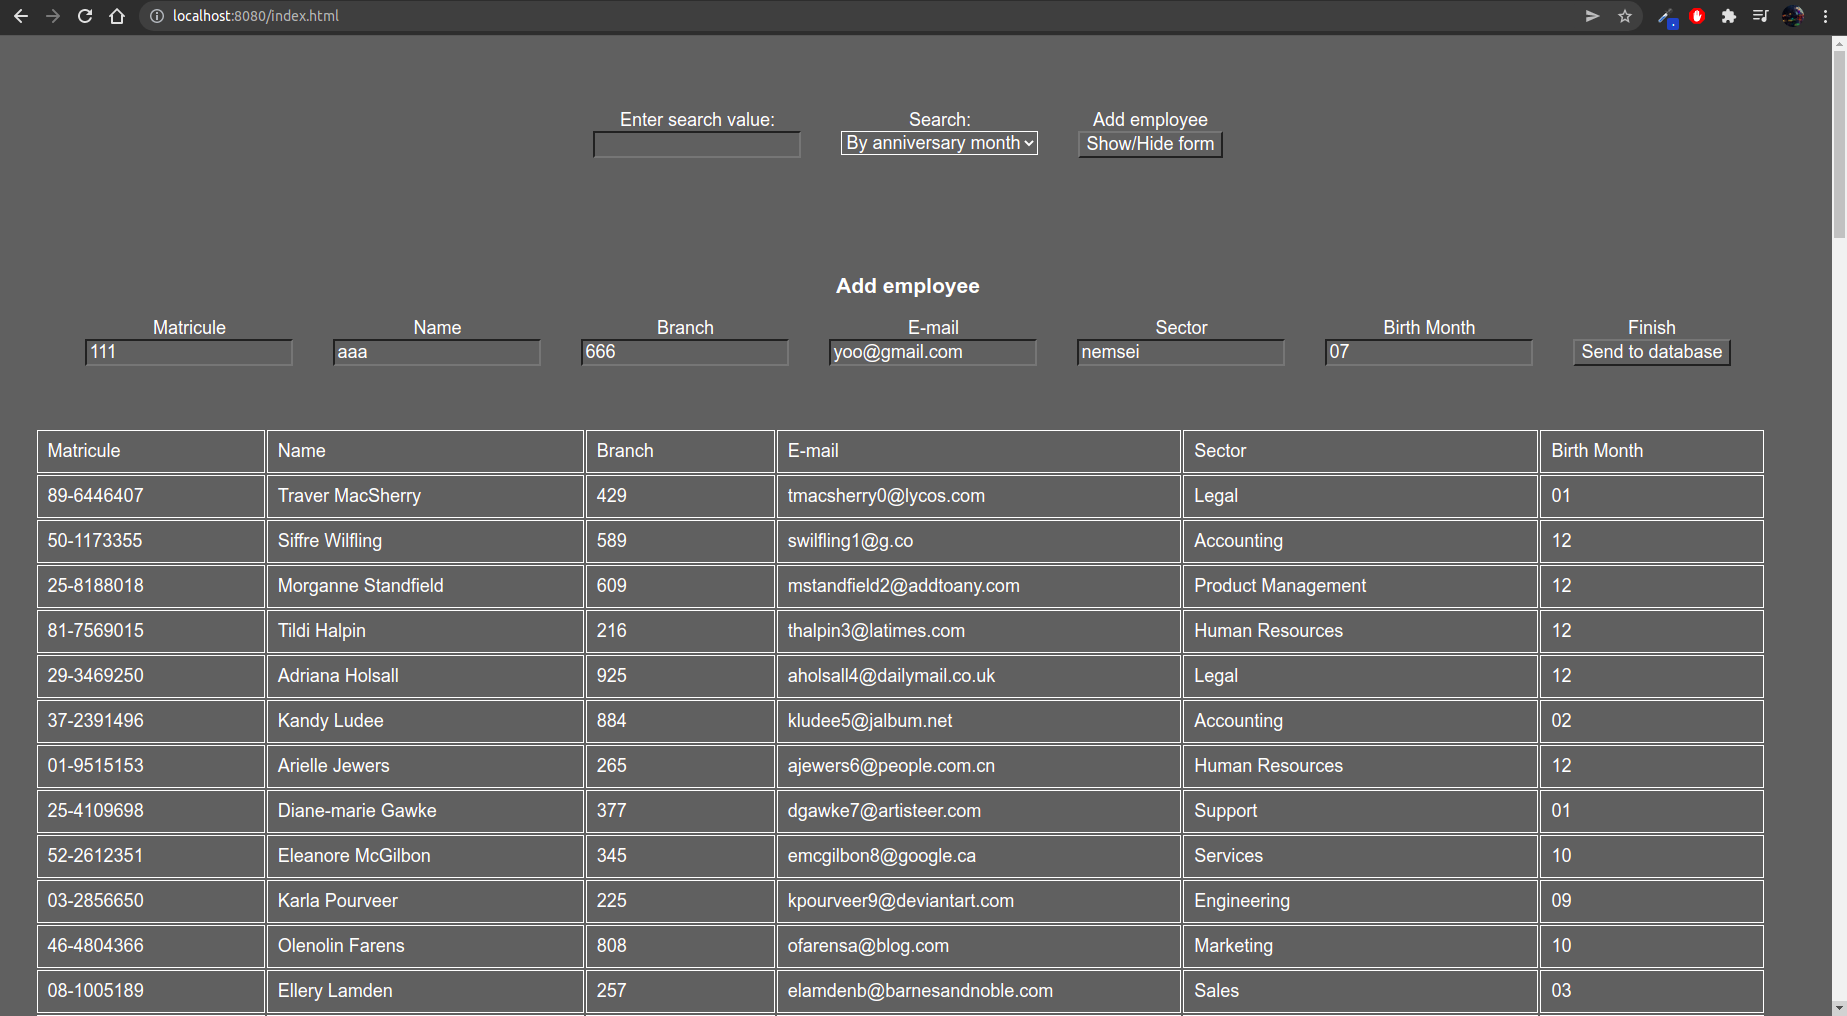 localhost:8080/index.html
Enter search value: Search: Add employee
By anniversary month Show/Hide form
Add employee
Matricule Name Branch E-mail Sector Birth Month Finish
111 aaa 666 yoo@gmail.com nemsei 07 Send to database
Matricule Name Branch E-mail Sector Birth Month
89-6446407 Traver MacSherry 429 tmacsherry0@lycos.com Legal 01
50-1173355 Siffre Wilfling 589 swilfling1@g.co Accounting 12
25-8188018 Morganne Standfield 609 mstandfield2@addtoany.com Product Management 12
81-7569015 Tildi Halpin 216 thalpin3@latimes.com Human Resources 12
29-3469250 Adriana Holsall 925 aholsall4@dailymail.co.uk Legal 12
37-2391496 Kandy Ludee 884 kludee5@jalbum.net Accounting 02
01-9515153 Arielle Jewers 265 ajewers6@people.com.cn Human Resources 12
25-4109698 Diane-marie Gawke 377 dgawke7@artisteer.com Support 01
52-2612351 Eleanore McGilbon 345 emcgilbon8@google.ca Services 10
03-2856650 Karla Pourveer 225 kpourveer9@deviantart.com Engineering 09
46-4804366 Olenolin Farens 808 ofarensa@blog.com Marketing 10
08-1005189 Ellery Lamden 257 elamdenb@barnesandnoble.com Sales 03